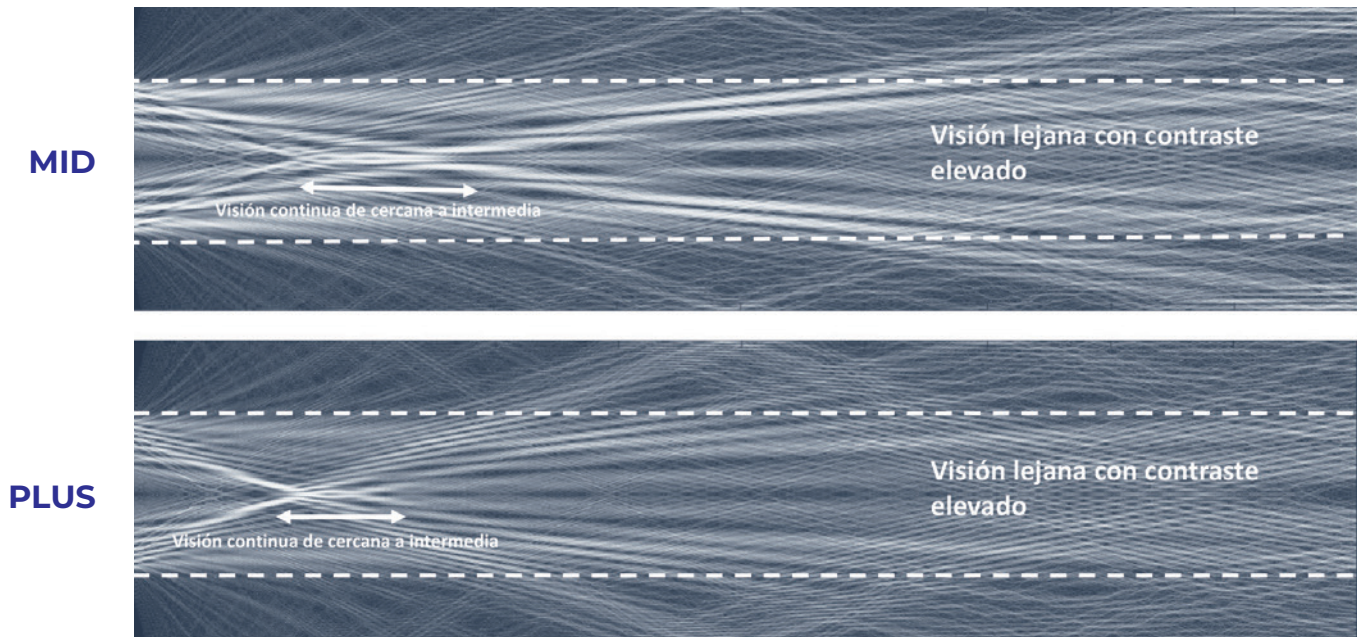 MID
Visión lejana con contraste
elevado
Visión continua de cercana a intermedia
PLUS
Visión lejana con contraste
elevado
Visión continua de cercana a intermedia